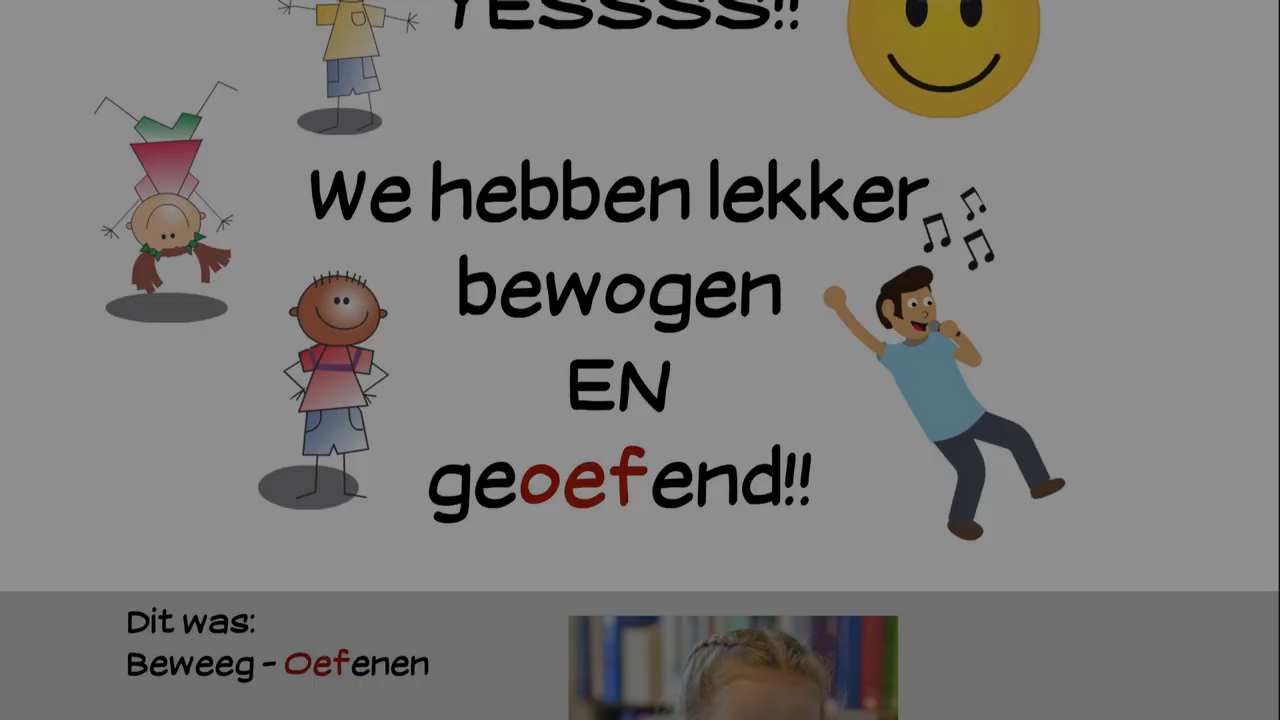 YESSSS!!
We hebben lekker
bewogen
EN
geoefend!!
Dit was:
Beweeg - Oefenen